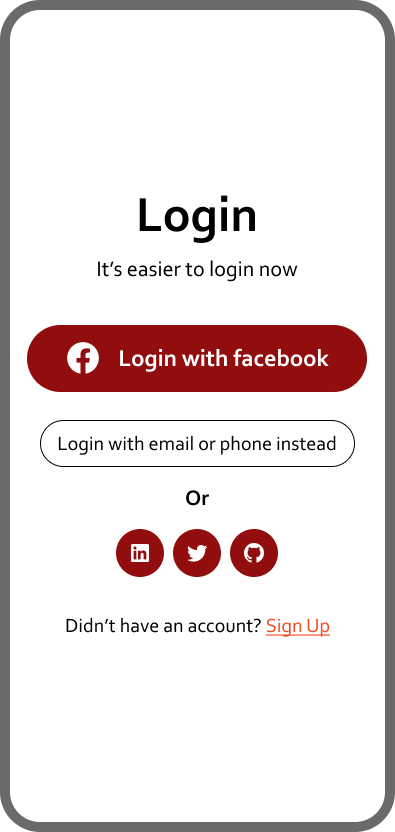 Login
It’s easier to login now
Login with facebook
Login with email or phone instead
Or
in
Didn’t have an account? Sign Up